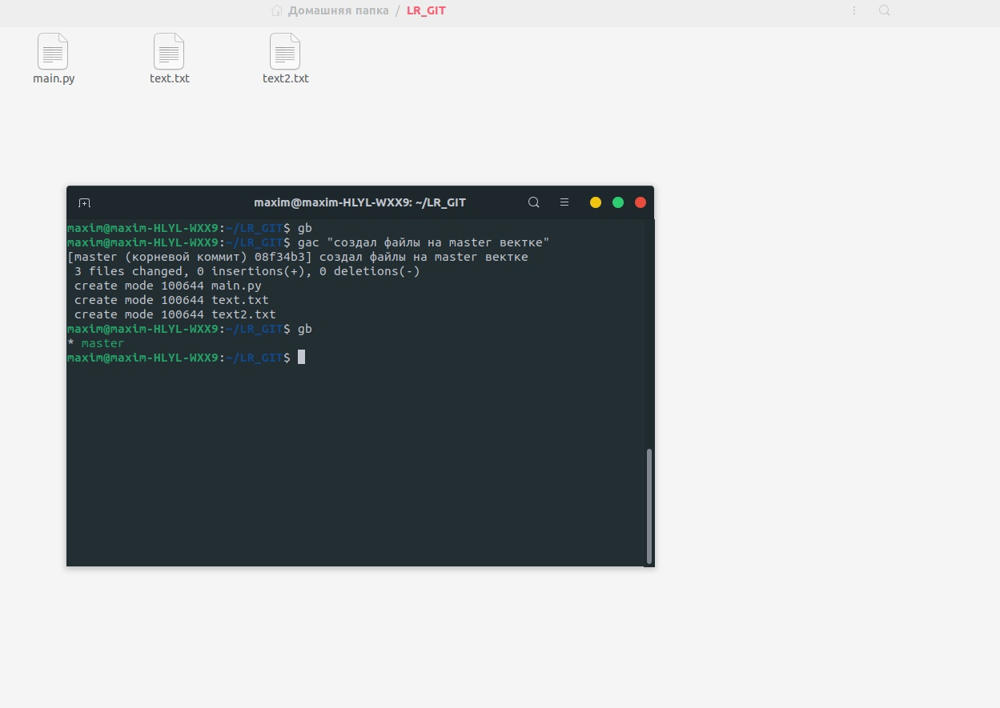 Домашняя папка / LR_GIT
main.py
text.txt
text2.txt
maxim@maxim-HLYL-WXX9: ~/LR_GIT
maxim@maxim-HLYL-WXX9:~/LR_GIT$ gb
maxim@maxim-HLYL-WXX9:~/LR_GIT$ gac "создал файлы на master вектке"
[master (корневой коммит) 08f34b3] создал файлы на master вектке
3 files changed, 0 insertions(+), 0 deletions(-)
create mode 100644 main.py
create mode 100644 text.txt
create mode 100644 text2.txt
maxim@maxim-HLYL-WXX9:~/LR_GIT$ gb
* master
maxim@maxim-HLYL-WXX9:~/LR_GIT$